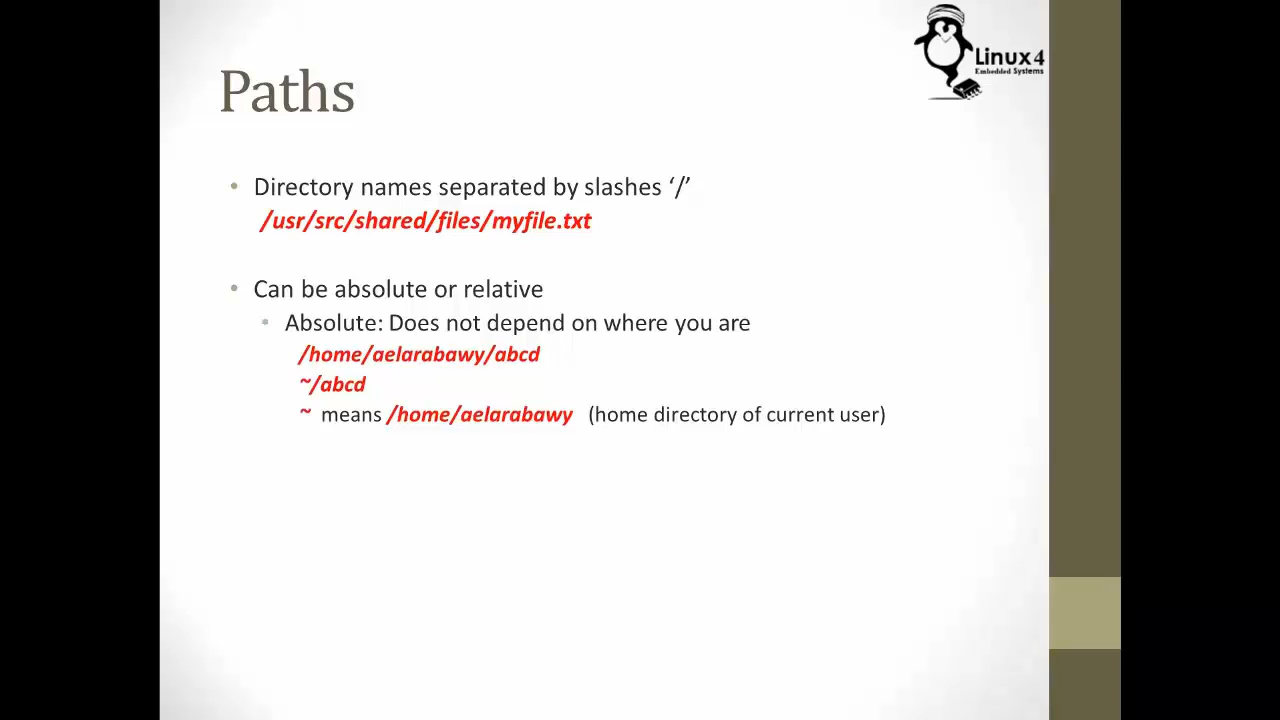 Linux 4
Embedded Systems
Paths
• Directory names separated by slashes ‘/’
/usr/src/shared/files/myfile.txt
• Can be absolute or relative
• Absolute: Does not depend on where you are
/home/aelarabawy/abcd
~/abcd
~ means /home/aelarabawy (home directory of current user)